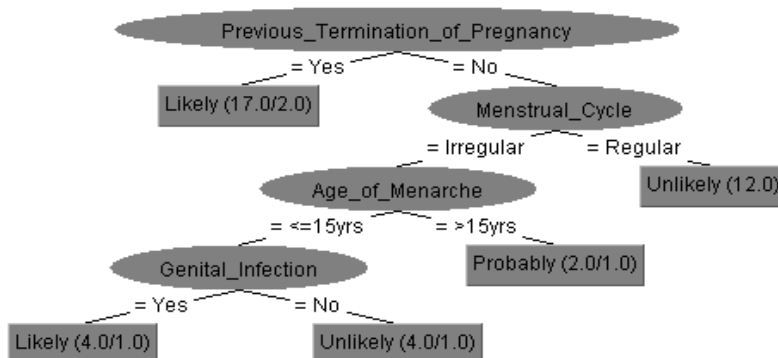 Previous_Termination_of_Pregnancy
= Yes
= No
Likely (17.0/2.0)
Menstrual_Cycle
= Irregular
= Regular
Age_of_Menarche
Unlikely (12.0)
= <=15yrs
= >15yrs
Genital_Infection
Probably (2.0/1.0)
= Yes
= No
Likely (4.0/1.0)
Unlikely (4.0/1.0)